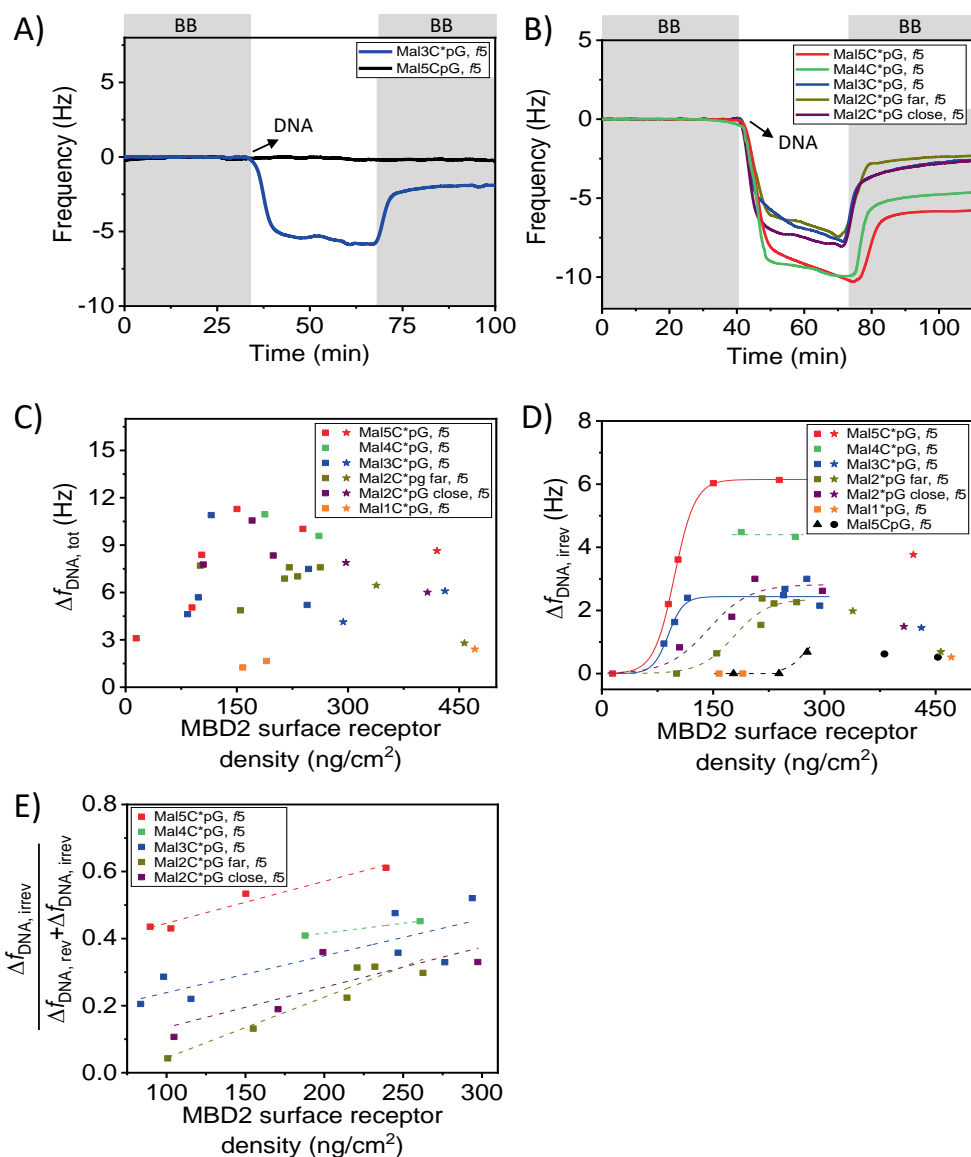 A)
BB
BB
Mal3C*pG, f5
Mal5CpG, f5
DNA
Frequency (Hz)
5
0
-5
-10
0
25
50
75
100
Time (min)
B)
BB
BB
Mal5C*pG, f5
Mal4C*pG, f5
Mal3C*pG, f5
Mal2C*pG far, f5
Mal2C*pG close, f5
DNA
Frequency (Hz)
5
0
-5
-10
0
20
40
60
80
100
Time (min)
C)
Mal5C*pG, f5
Mal4C*pG, f5
Mal3C*pG, f5
Mal2C*pg far, f5
Mal2C*pG close, f5
Mal1C*pG, f5
ΔfDNA, tot (Hz)
15
12
9
6
3
0
0
150
300
450
MBD2 surface receptor
density (ng/cm²)
D)
Mal5C*pG, f5
Mal4C*pG, f5
Mal3C*pG, f5
Mal2*pG far, f5
Mal2*pG close, f5
Mal1*pG, f5
Mal5CpG, f5
ΔfDNA, irrev (Hz)
8
6
4
2
0
0
150
300
450
MBD2 surface receptor
density (ng/cm²)
E)
Mal5C*pG, f5
Mal4C*pG, f5
Mal3C*pG, f5
Mal2C*pG far, f5
Mal2C*pG close, f5
ΔfDNA, irrev
ΔfDNA, rev+ΔfDNA, irrev
0.8
0.6
0.4
0.2
0.0
100
150
200
250
300
MBD2 surface receptor
density (ng/cm²)